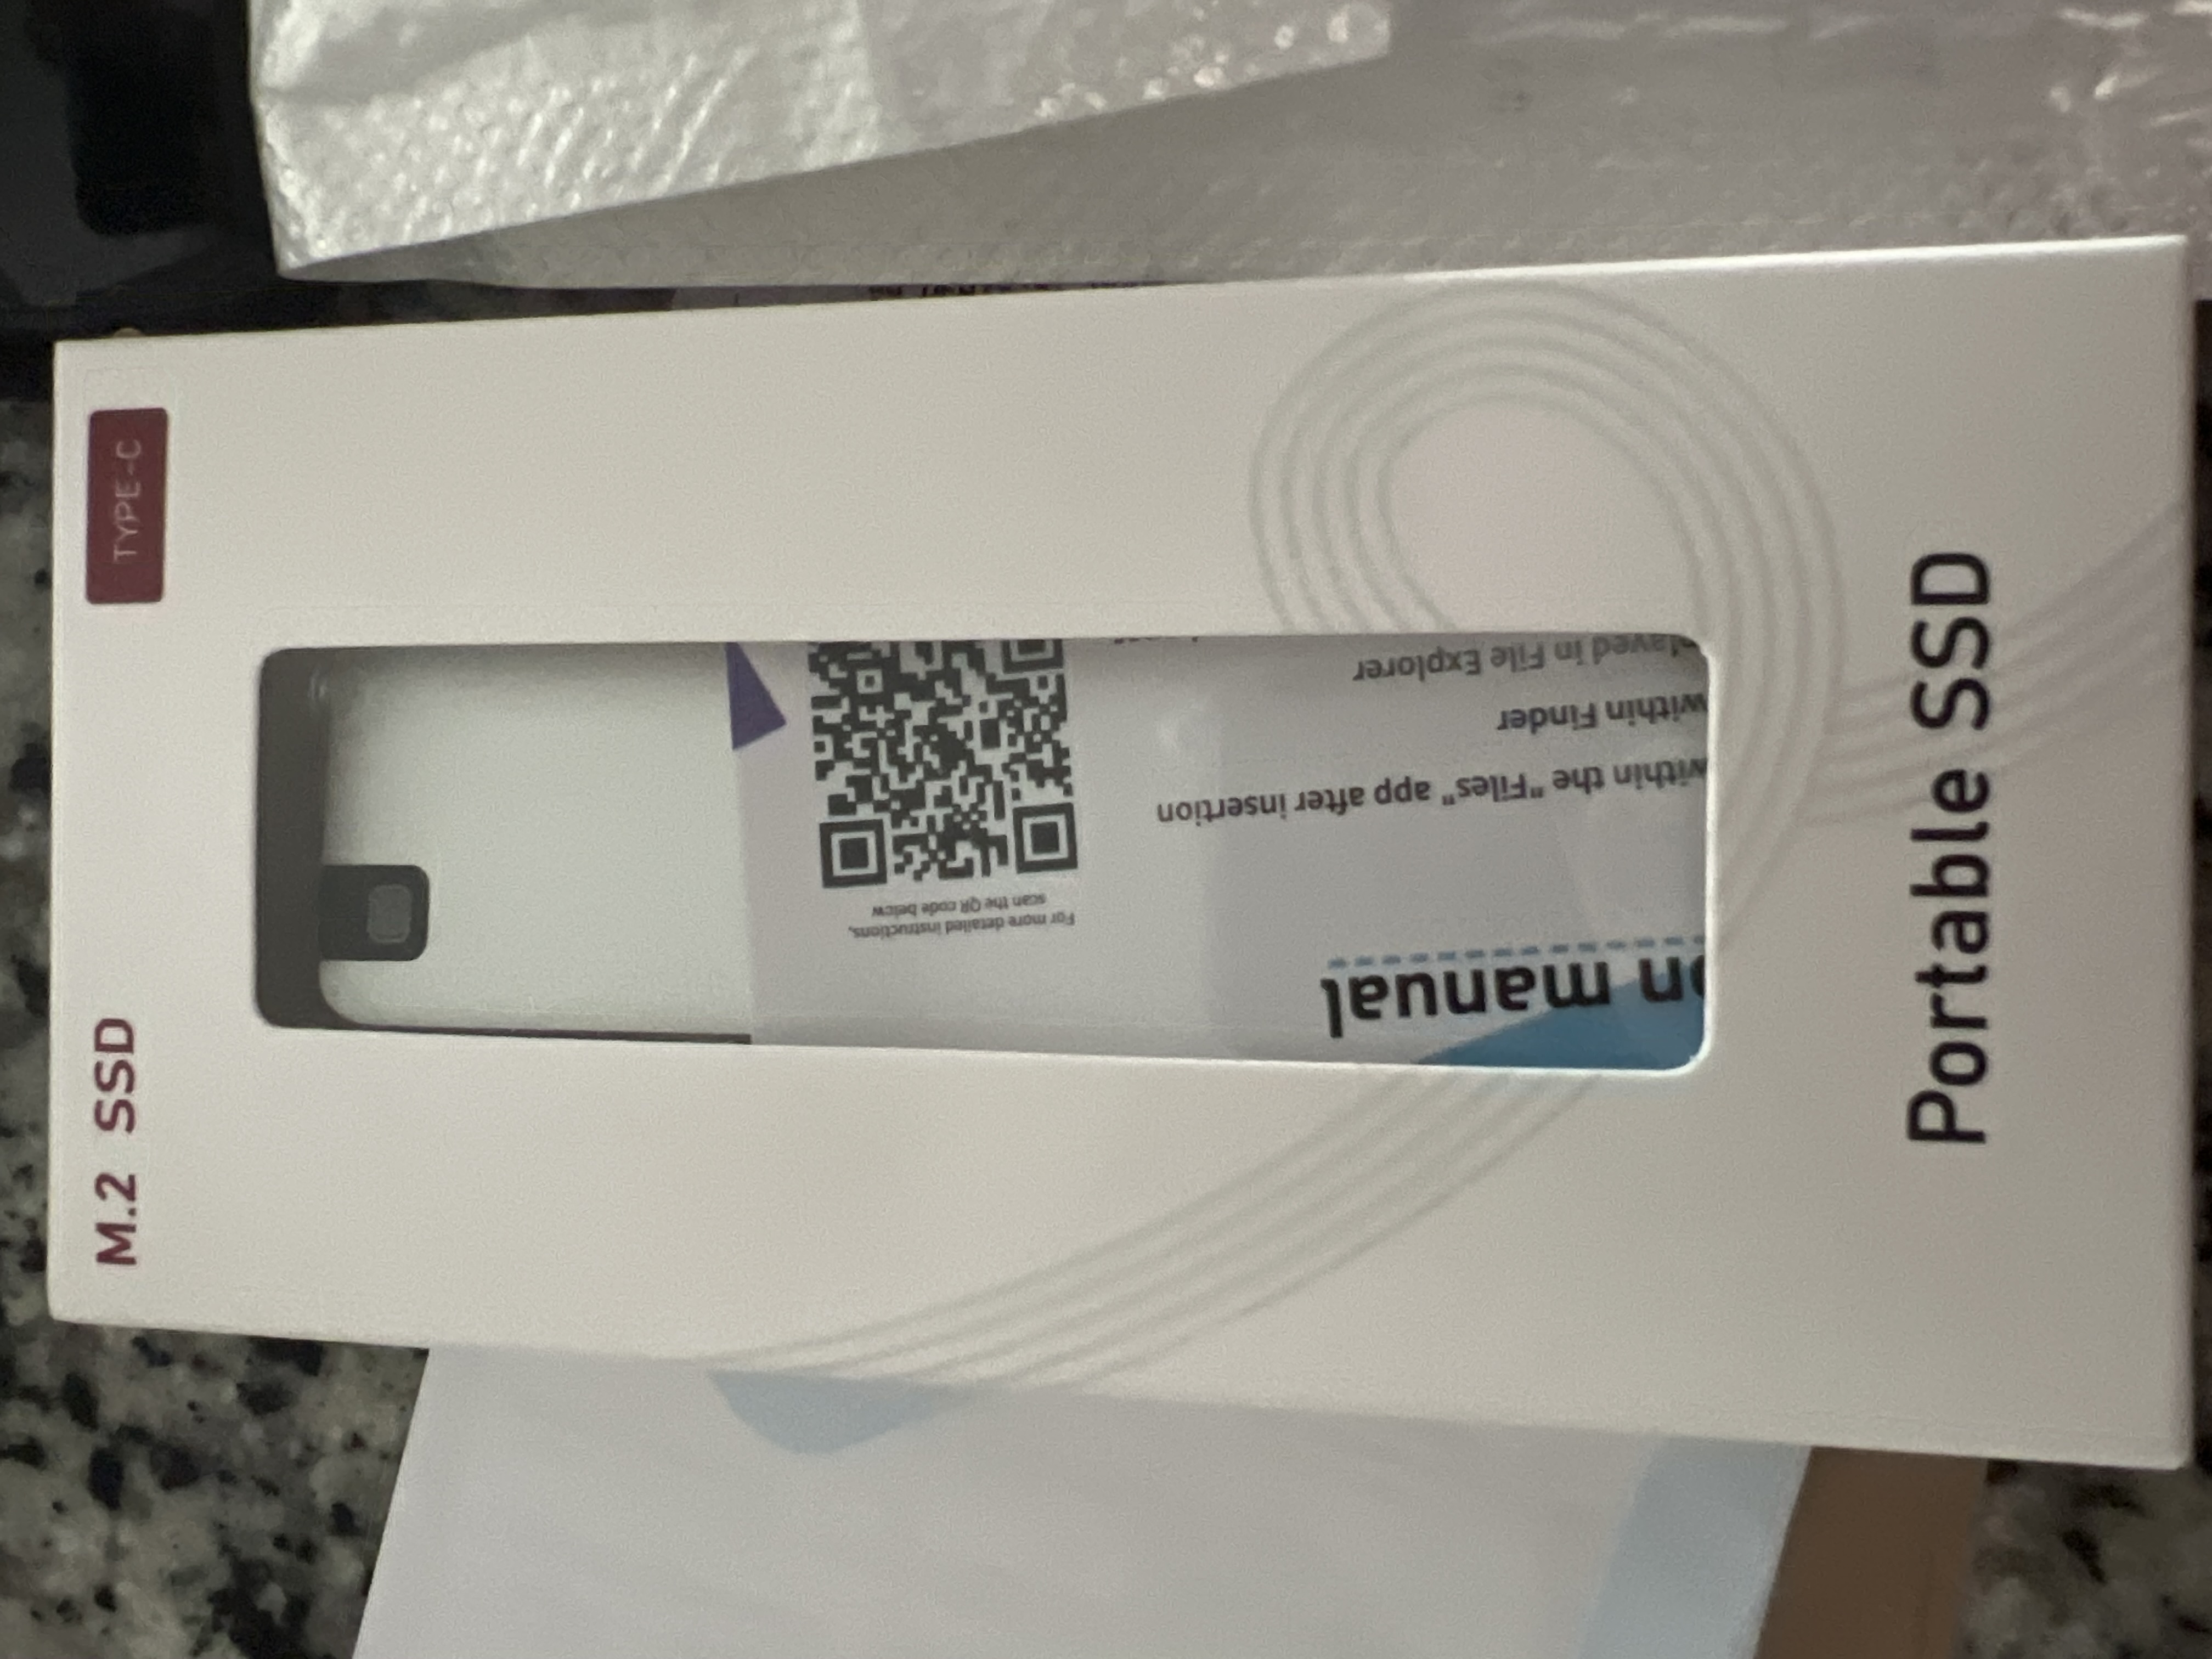 M.2 SSD
TYPE-C
on manual
For more detailed instructions,
scan the QR code below
within the "Files" app after insertion
within Finder
played in File Explorer
Portable SSD